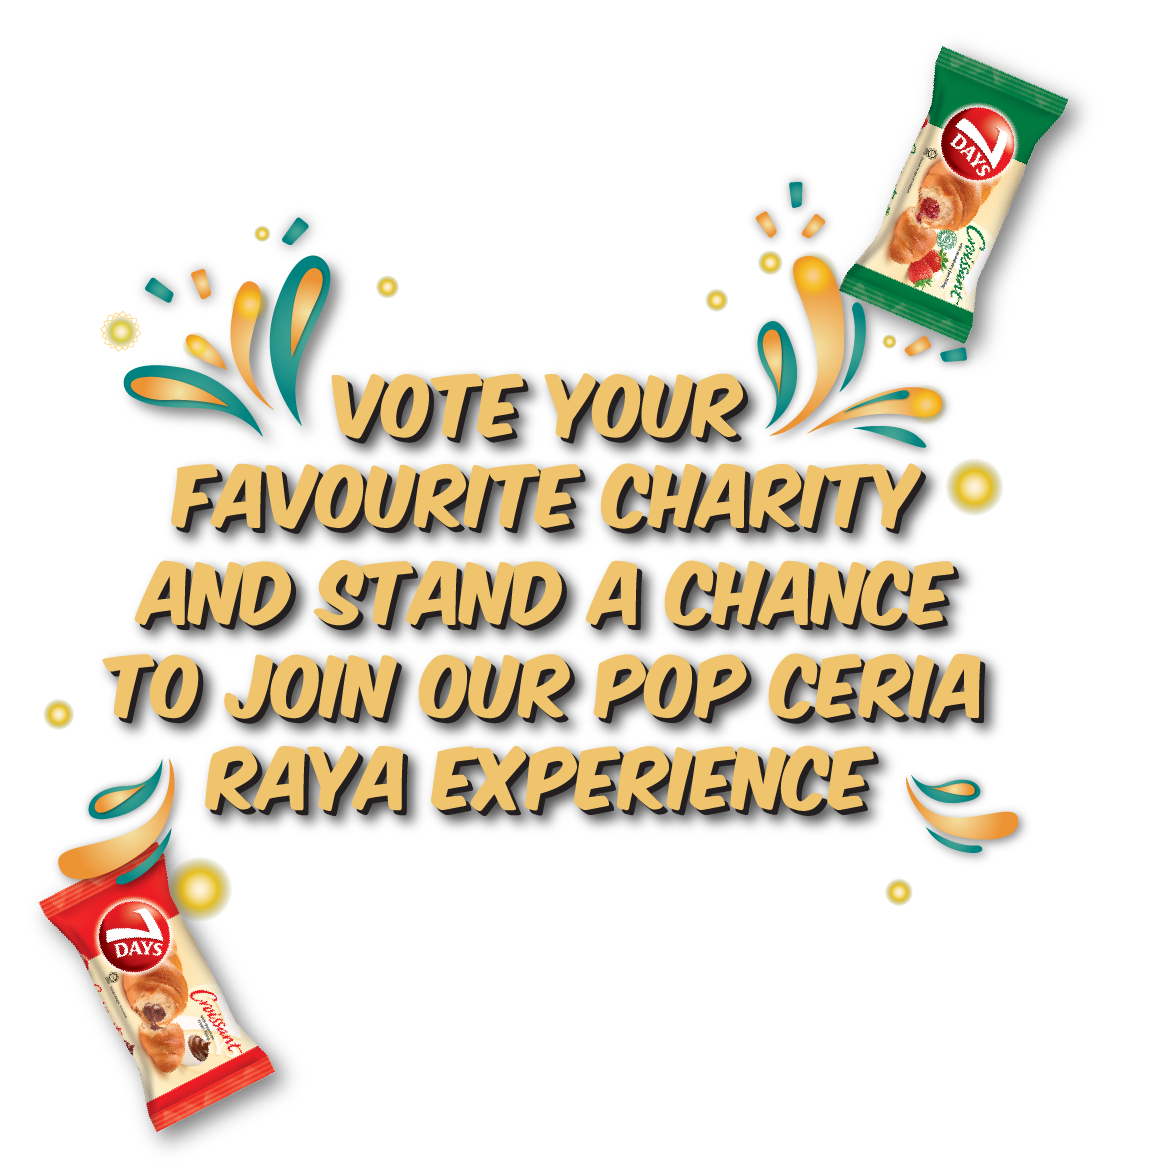 7
DAYS
Croissant
VOTE YOUR
FAVOURITE CHARITY
AND STAND A CHANCE
TO JOIN OUR POP CERIA
RAYA EXPERIENCE
7
DAYS
Croissant